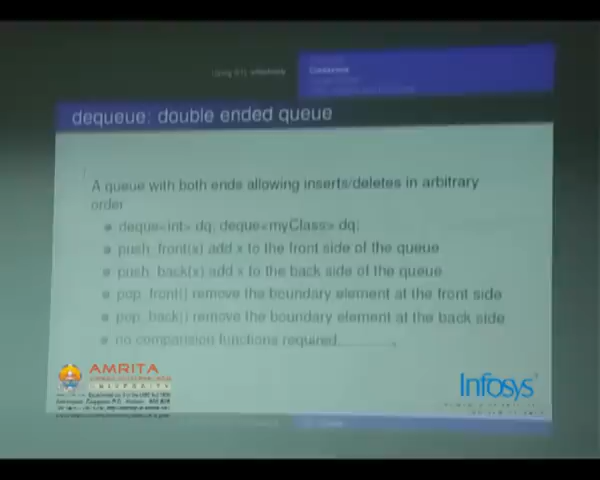 Using STL
Containers
dequeue: double ended queue
A queue with both ends allowing inserts/deletes in arbitrary
order
deque<int> dq; deque<myClass> dq;
push_front(x) add x to the front side of the queue
push_back(x) add x to the back side of the queue
pop_front() remove the boundary element at the front side
pop_back() remove the boundary element at the back side
no comparision functions required
AMRITA
UNIVERSITY
Infosys